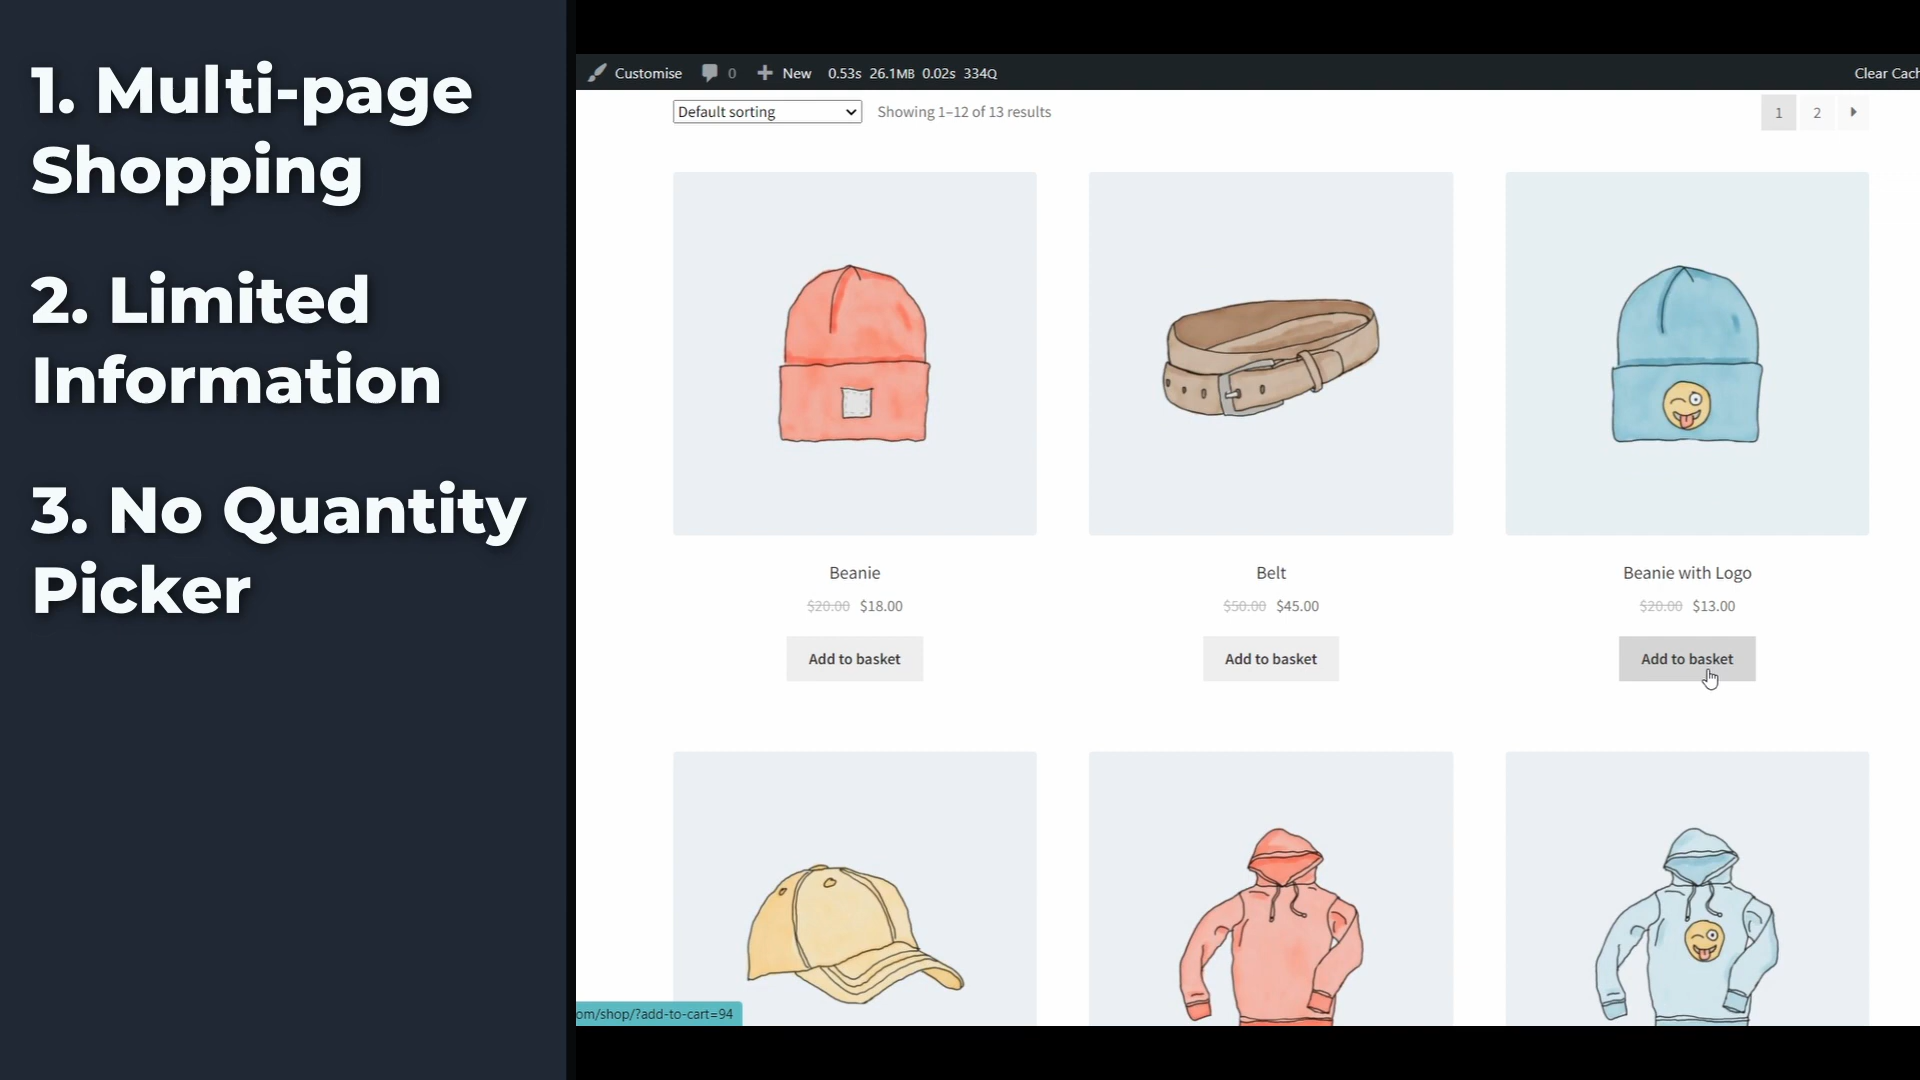 1. Multi-page
Shopping
2. Limited
Information
3. No Quantity
Picker
Customise 0 New 0.53s 26.1MB 0.02s 334Q Clear Cach
Default sorting Showing 1–12 of 13 results 1 2
Beanie Belt Beanie with Logo
$20.00 $18.00 $50.00 $45.00 $20.00 $13.00
Add to basket Add to basket Add to basket
om/shop/?add-to-cart=94